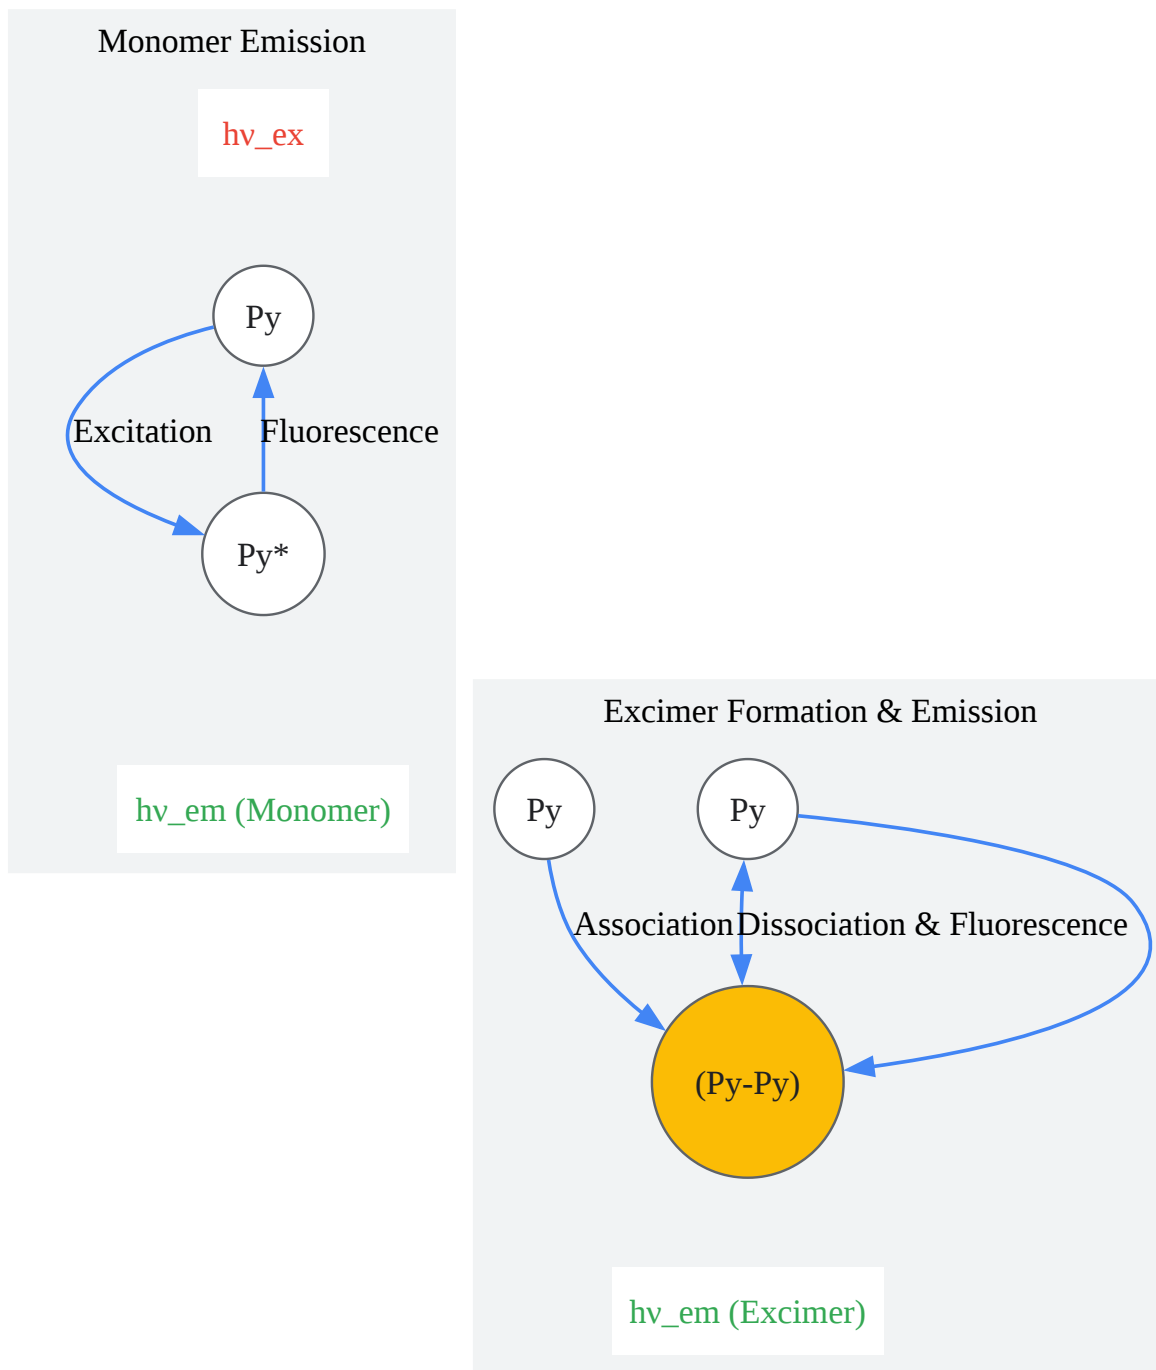 Monomer Emission
hν_ex
Py
Excitation
Fluorescence
Py*
hν_em (Monomer)
Excimer Formation & Emission
Py
Py
Association
Dissociation & Fluorescence
(Py-Py)
hν_em (Excimer)